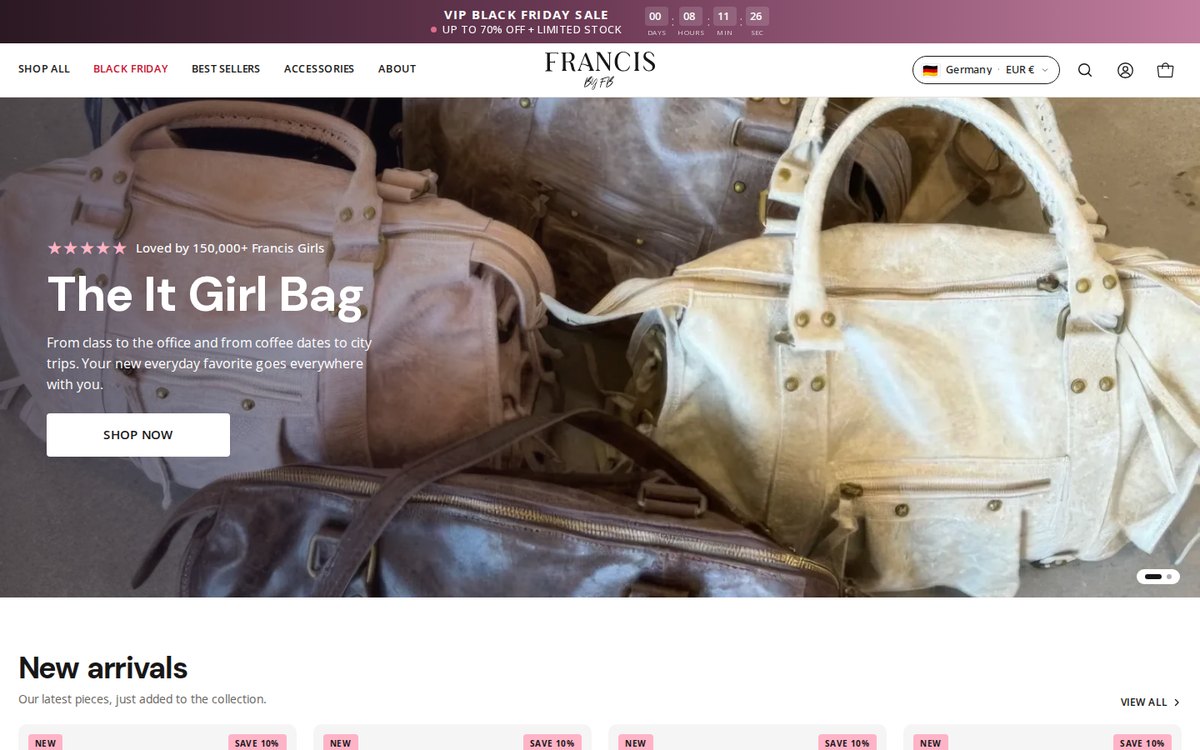 VIP BLACK FRIDAY SALE
UP TO 70% OFF + LIMITED STOCK
00 : 08 : 11 : 26
DAYS HOURS MIN SEC
SHOP ALL BLACK FRIDAY BEST SELLERS ACCESSORIES ABOUT
FRANCIS
By FB
Germany · EUR €
★★★★★ Loved by 150,000+ Francis Girls
The It Girl Bag
From class to the office and from coffee dates to city
trips. Your new everyday favorite goes everywhere
with you.
SHOP NOW
New arrivals
Our latest pieces, just added to the collection.
VIEW ALL
NEW SAVE 10% NEW SAVE 10% NEW SAVE 10% NEW SAVE 10%